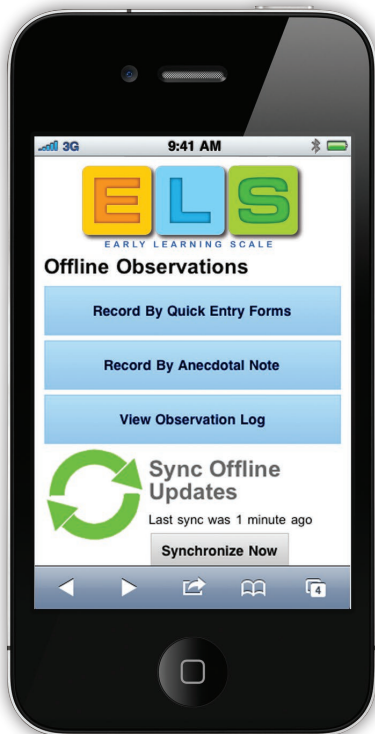 3G 9:41 AM
ELS
EARLY LEARNING SCALE
Offline Observations
Record By Quick Entry Forms
Record By Anecdotal Note
View Observation Log
Sync Offline
Updates
Last sync was 1 minute ago
Synchronize Now
4